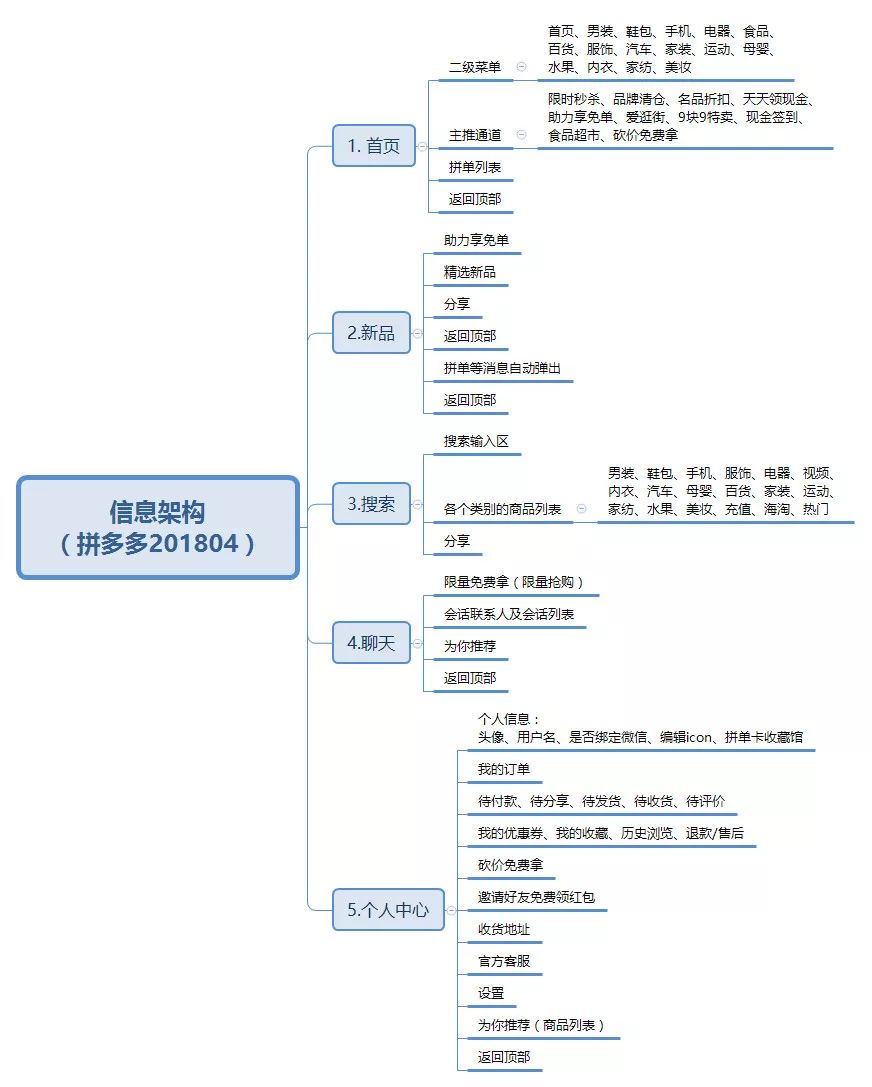 信息架构
（拼多多201804）
1. 首页
二级菜单
首页、男装、鞋包、手机、电器、食品、
百货、服饰、汽车、家装、运动、母婴、
水果、内衣、家纺、美妆
主推通道
限时秒杀、品牌清仓、名品折扣、天天领现金、
助力享免单、爱逛街、9块9特卖、现金签到、
食品超市、砍价免费拿
拼单列表
返回顶部
2.新品
助力享免单
精选新品
分享
返回顶部
拼单等消息自动弹出
返回顶部
3.搜索
搜索输入区
各个类别的商品列表
男装、鞋包、手机、服饰、电器、视频、
内衣、汽车、母婴、百货、家装、运动、
家纺、水果、美妆、充值、海淘、热门
分享
4.聊天
限量免费拿（限量抢购）
会话联系人及会话列表
为你推荐
返回顶部
5.个人中心
个人信息：
头像、用户名、是否绑定微信、编辑icon、拼单卡收藏馆
我的订单
待付款、待分享、待发货、待收货、待评价
我的优惠券、我的收藏、历史浏览、退款/售后
砍价免费拿
邀请好友免费领红包
收货地址
官方客服
设置
为你推荐（商品列表）
返回顶部